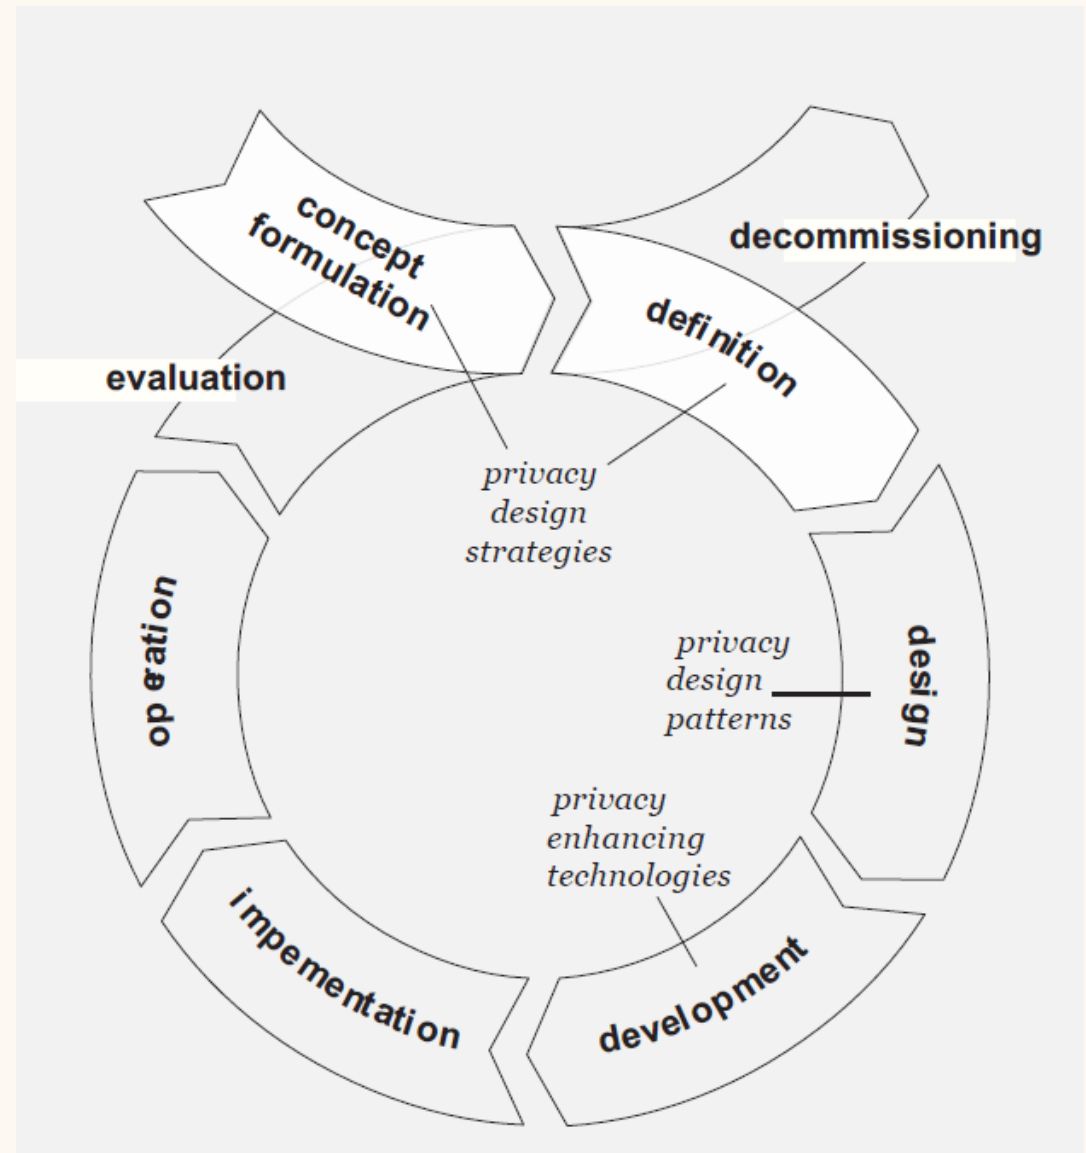 concept
formulation
decommissioning
definition
evaluation
privacy
design
strategies
operation
design
privacy
design
patterns
privacy
enhancing
technologies
impementation
development